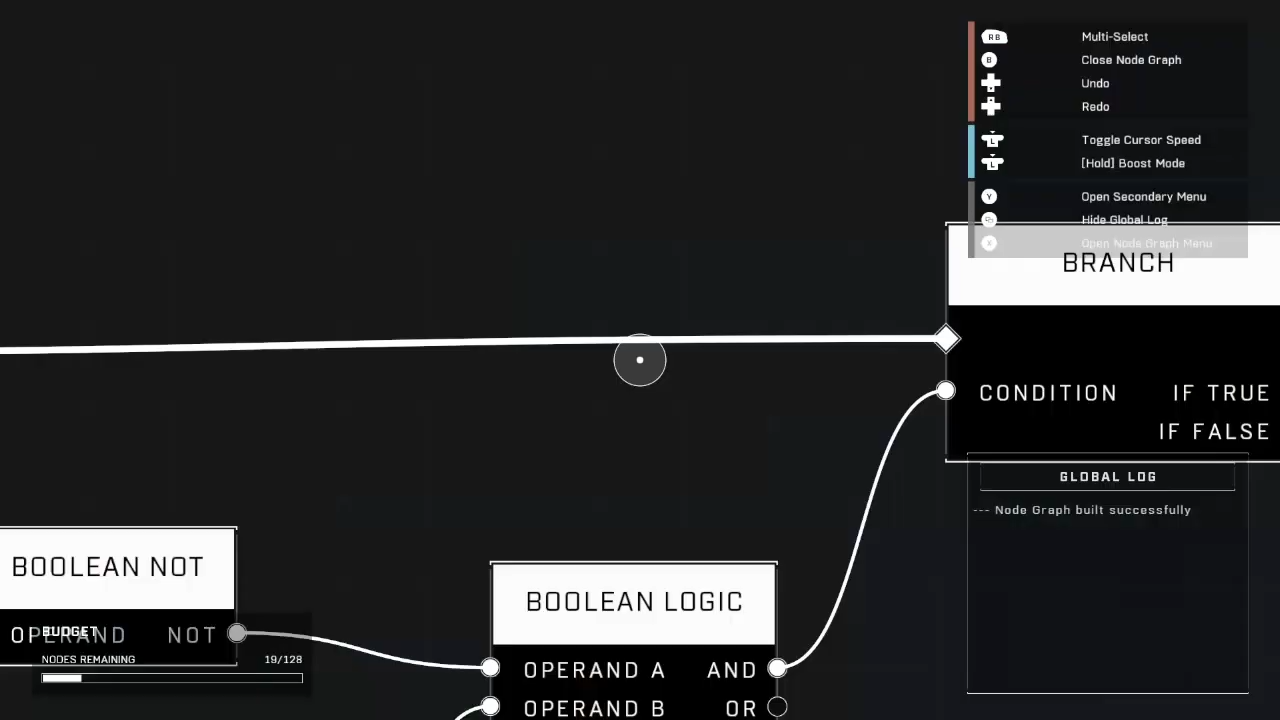 RB Multi-Select
B Close Node Graph
Undo
Redo
L Toggle Cursor Speed
L [Hold] Boost Mode
Y Open Secondary Menu
Hide Global Log
X Open Node Graph Menu
BRANCH
CONDITION IF TRUE
IF FALSE
GLOBAL LOG
--- Node Graph built successfully
BOOLEAN NOT
OPERAND NOT
BOOLEAN LOGIC
OPERAND A AND
OPERAND B OR
BUDGET
NODES REMAINING 19/128